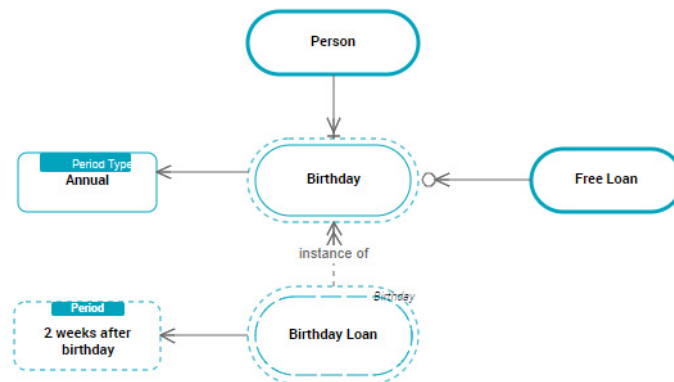 Person
Period Type
Annual
Birthday
Free Loan
instance of
Birthday
Period
2 weeks after
birthday
Birthday Loan